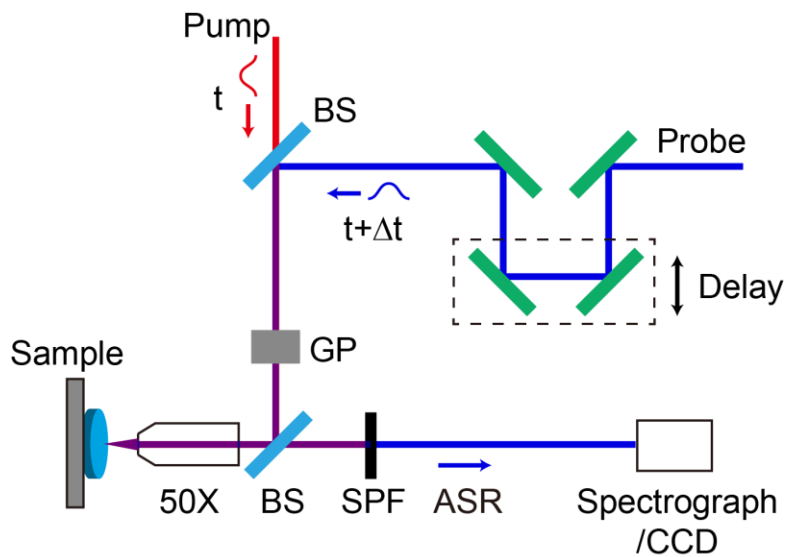 Pump
t
BS
Probe
t+Δt
Delay
GP
Sample
50X
BS
SPF
ASR
Spectrograph
/CCD